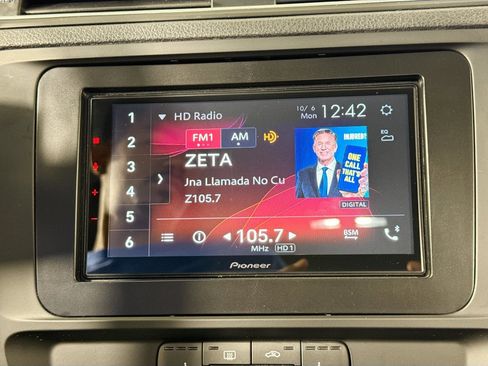 HD Radio
10/ 6
Mon
12:42
1
2
3
4
5
6
FM1
AM
HD
ZETA
Jna Llamada No Cu
Z105.7
INJURED?
ONE
CALL
THAT'S
ALL
EQ
DIGITAL
105.7
MHz
HD1
BSM
Pioneer